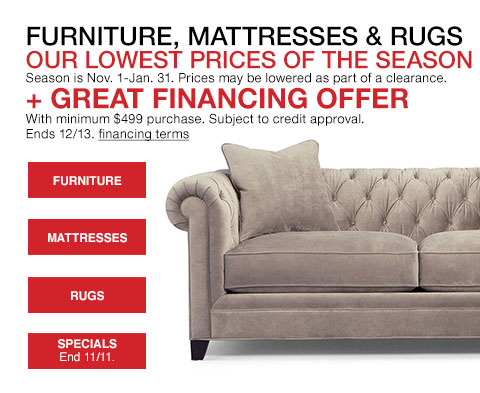 FURNITURE, MATTRESSES & RUGS
OUR LOWEST PRICES OF THE SEASON
Season is Nov. 1-Jan. 31. Prices may be lowered as part of a clearance.
+ GREAT FINANCING OFFER
With minimum $499 purchase. Subject to credit approval.
Ends 12/13. financing terms
FURNITURE
MATTRESSES
RUGS
SPECIALS
End 11/11.